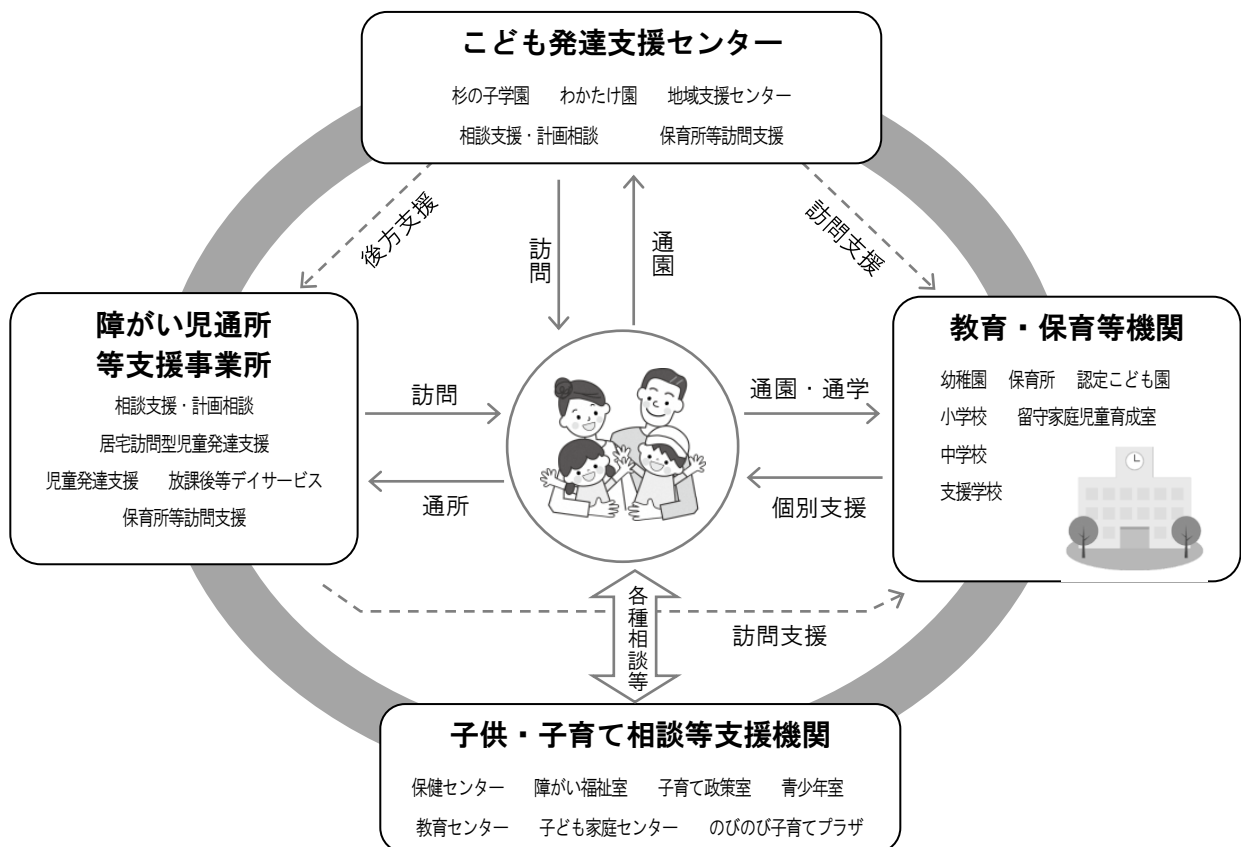 こども発達支援センター
杉の子学園 わかたけ園 地域支援センター
相談支援・計画相談 保育所等訪問支援
後方支援
訪問
通園
訪問支援
障がい児通所
等支援事業所
相談支援・計画相談
居宅訪問型児童発達支援
児童発達支援 放課後等デイサービス
保育所等訪問支援
訪問
通所
通園・通学
個別支援
教育・保育等機関
幼稚園 保育所 認定こども園
小学校 留守家庭児童育成室
中学校
支援学校
各種相談等
訪問支援
子供・子育て相談等支援機関
保健センター 障がい福祉室 子育て政策室 青少年室
教育センター 子ども家庭センター のびのび子育てプラザ